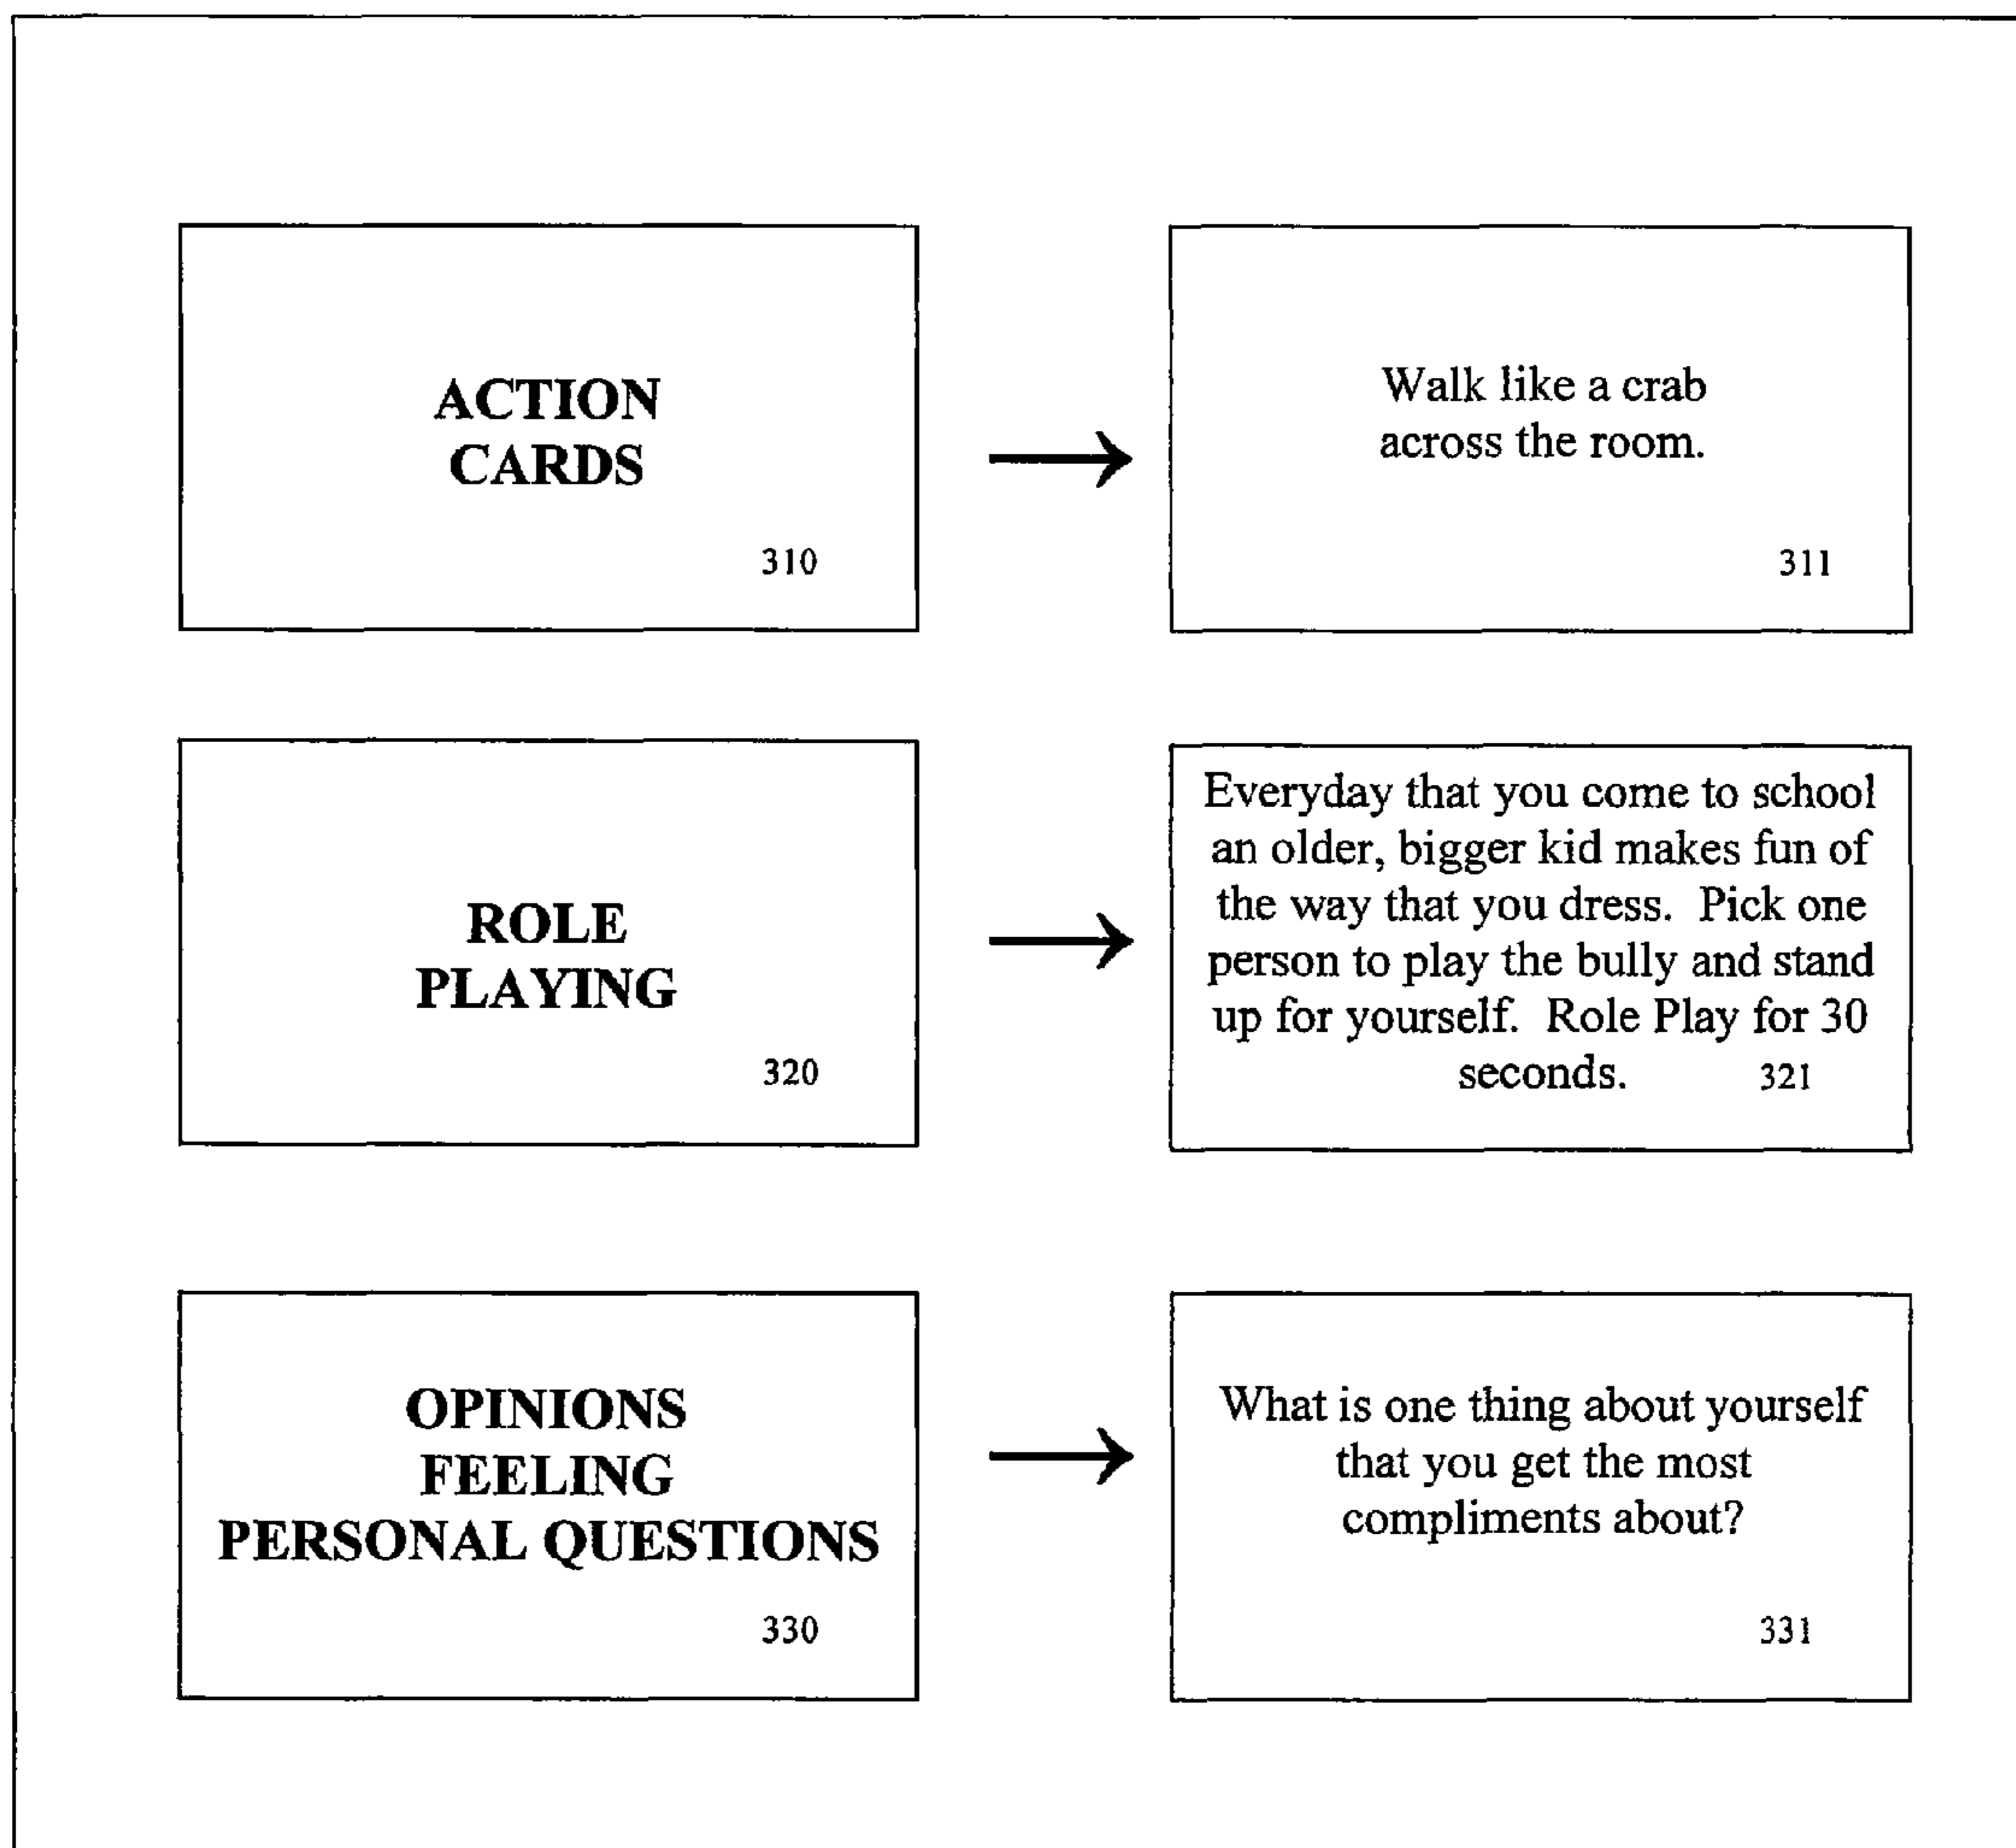 ACTION
CARDS
310
Walk like a crab
across the room.
311
ROLE
PLAYING
320
Everyday that you come to school
an older, bigger kid makes fun of
the way that you dress. Pick one
person to play the bully and stand
up for yourself. Role Play for 30
seconds. 321
OPINIONS
FEELING
PERSONAL QUESTIONS
330
What is one thing about yourself
that you get the most
compliments about?
331